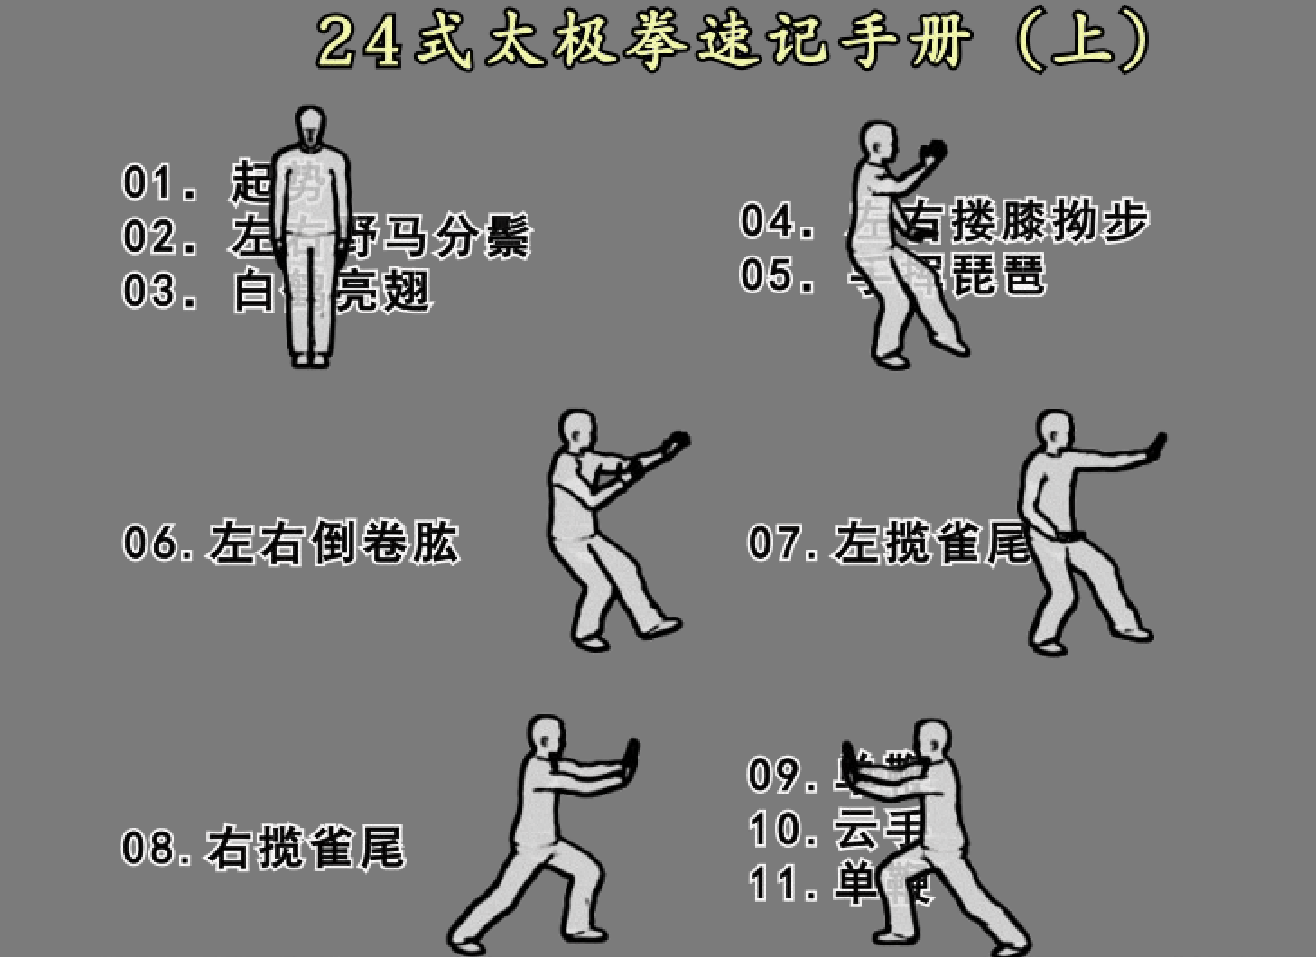 24式太极拳速记手册（上）
01. 起势
02. 左右野马分鬃
03. 白鹤亮翅
04. 左右搂膝拗步
05. 手挥琵琶
06. 左右倒卷肱
07. 左揽雀尾
08. 右揽雀尾
09. 单鞭
10. 云手
11. 单鞭